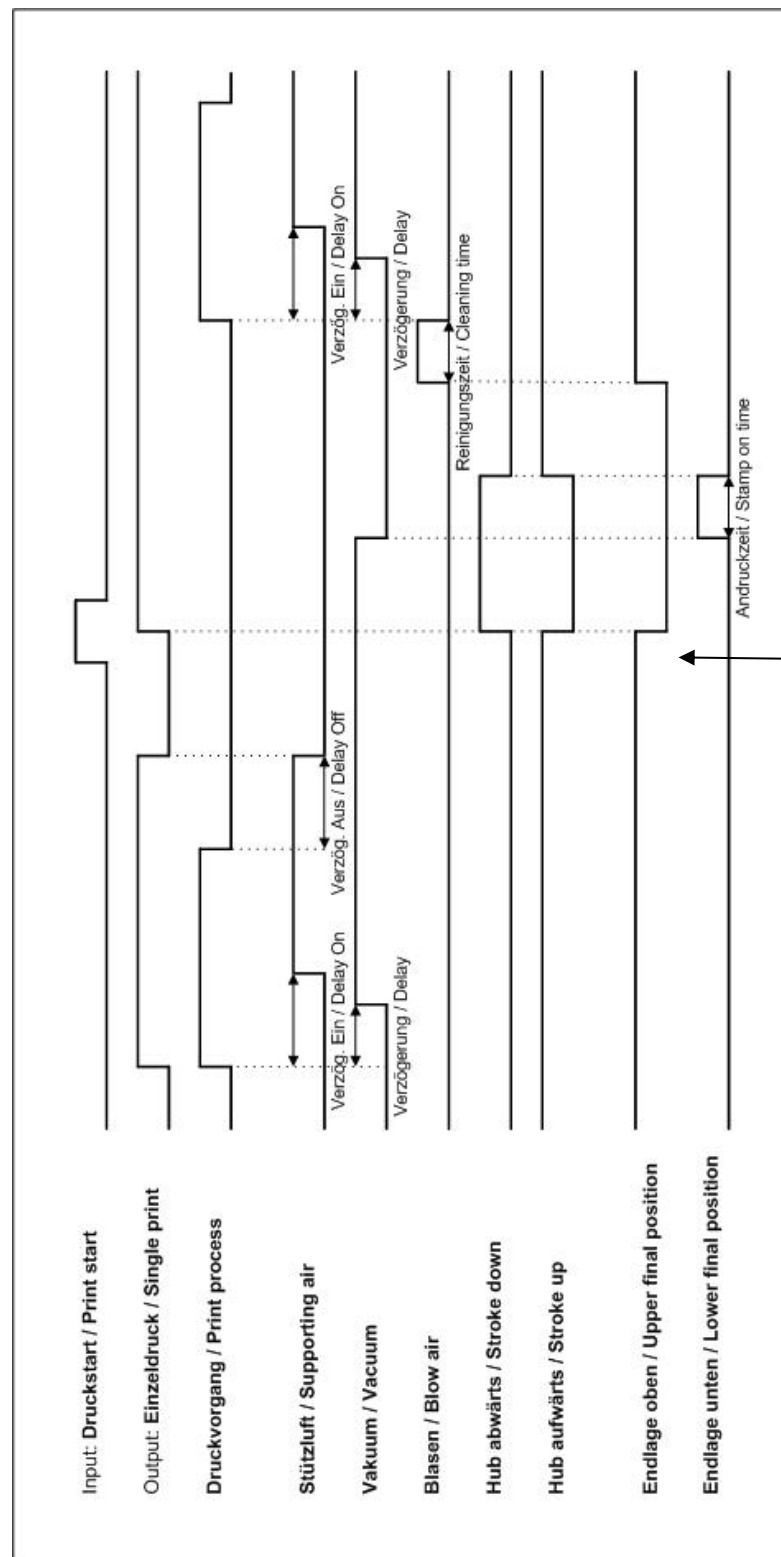 Input: Druckstart / Print start
Output: Einzeldruck / Single print
Druckvorgang / Print process
Stützluft / Supporting air
Verzög. Ein / Delay On
Verzög. Aus / Delay Off
Verzög. Ein / Delay On
Vakuum / Vacuum
Verzögerung / Delay
Verzögerung / Delay
Blasen / Blow air
Reinigungszeit / Cleaning time
Hub abwärts / Stroke down
Hub aufwärts / Stroke up
Endlage oben / Upper final position
Endlage unten / Lower final position
Andruckzeit / Stamp on time